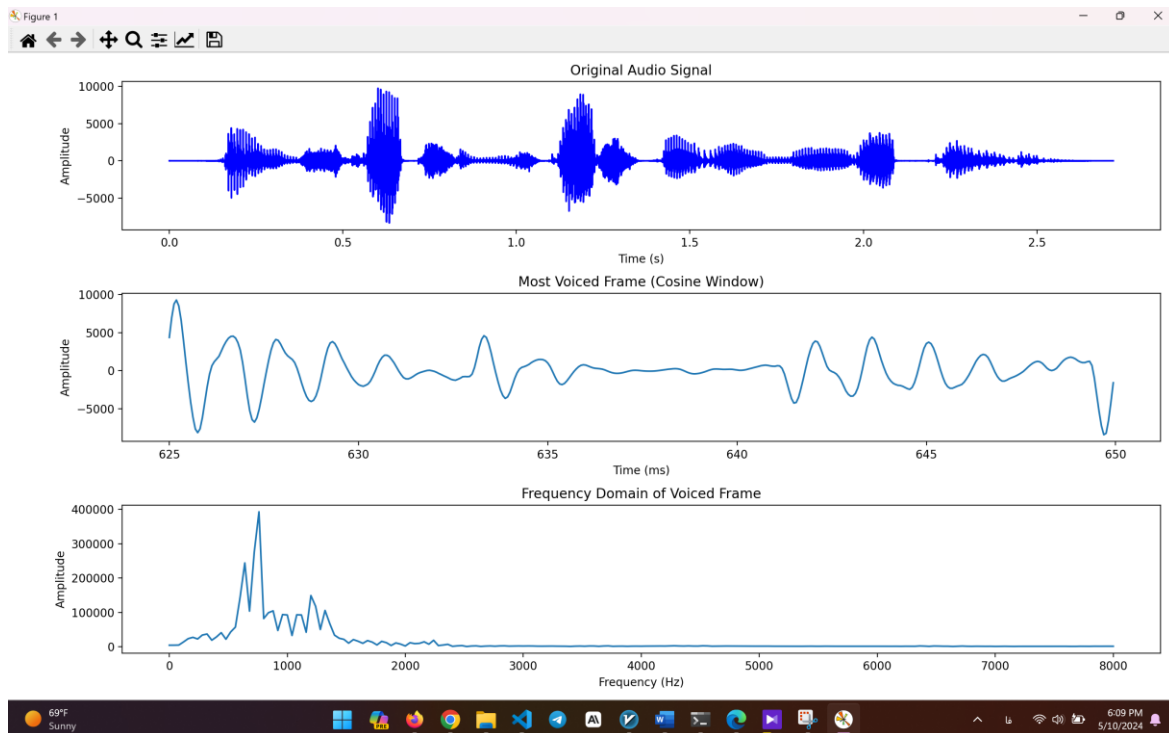 Figure 1
Original Audio Signal
10000
5000
0
−5000
Amplitude
0.0 0.5 1.0 1.5 2.0 2.5
Time (s)
Most Voiced Frame (Cosine Window)
10000
5000
0
−5000
Amplitude
625 630 635 640 645 650
Time (ms)
Frequency Domain of Voiced Frame
400000
300000
200000
100000
0
Amplitude
0 1000 2000 3000 4000 5000 6000 7000 8000
Frequency (Hz)
69°F
Sunny
PRE
فا
6:09 PM
5/10/2024